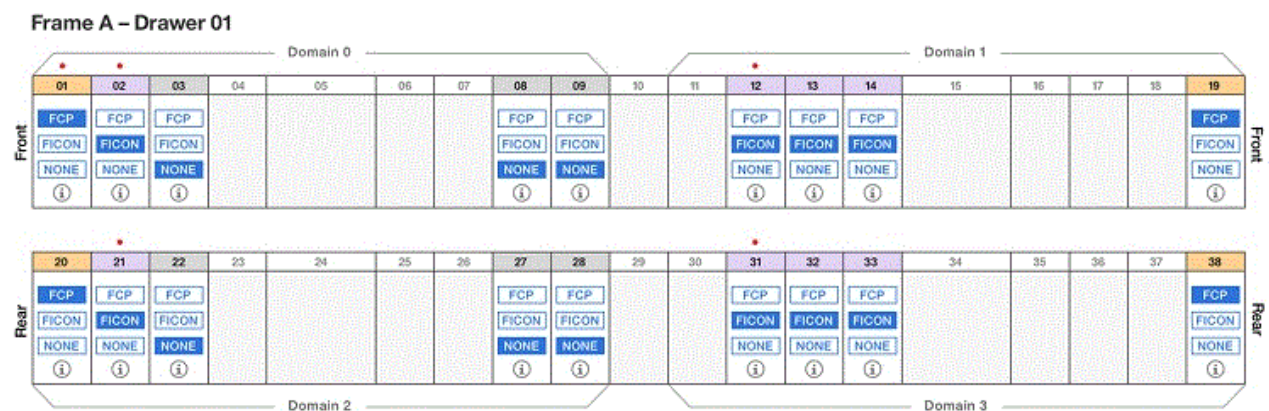 Frame A – Drawer 01
Domain 0 Domain 1
01 02 03 04 05 06 07 08 09 10 11 12 13 14 15 16 17 18 19
Front FCP FCP FCP FCP FCP FCP FCP FCP FCP Front
FICON FICON FICON FICON FICON FICON FICON FICON FICON
NONE NONE NONE NONE NONE NONE NONE NONE NONE
i i i i i i i i i
20 21 22 23 24 25 26 27 28 29 30 31 32 33 34 35 36 37 38
Rear FCP FCP FCP FCP FCP FCP FCP FCP FCP Rear
FICON FICON FICON FICON FICON FICON FICON FICON FICON
NONE NONE NONE NONE NONE NONE NONE NONE NONE
i i i i i i i i i
Domain 2 Domain 3